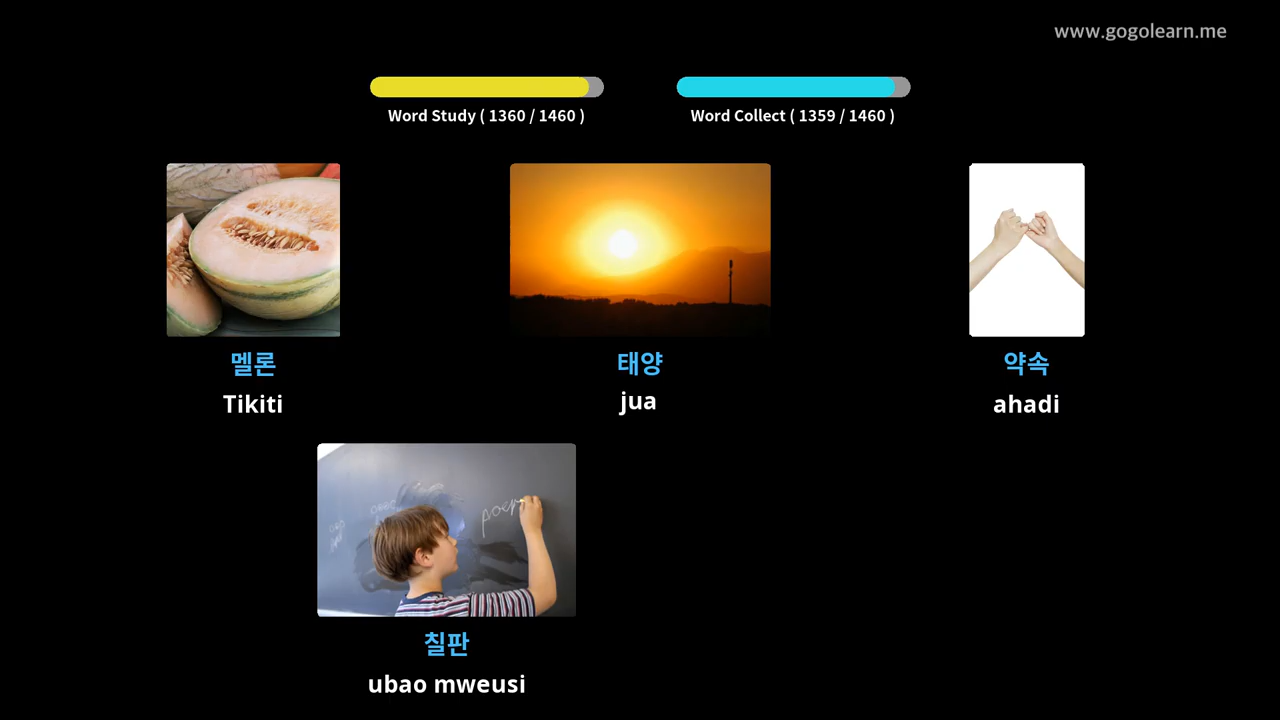 www.gogolearn.me
Word Study ( 1360 / 1460 )
Word Collect ( 1359 / 1460 )
멜론
Tikiti
태양
jua
약속
ahadi
칠판
ubao mweusi